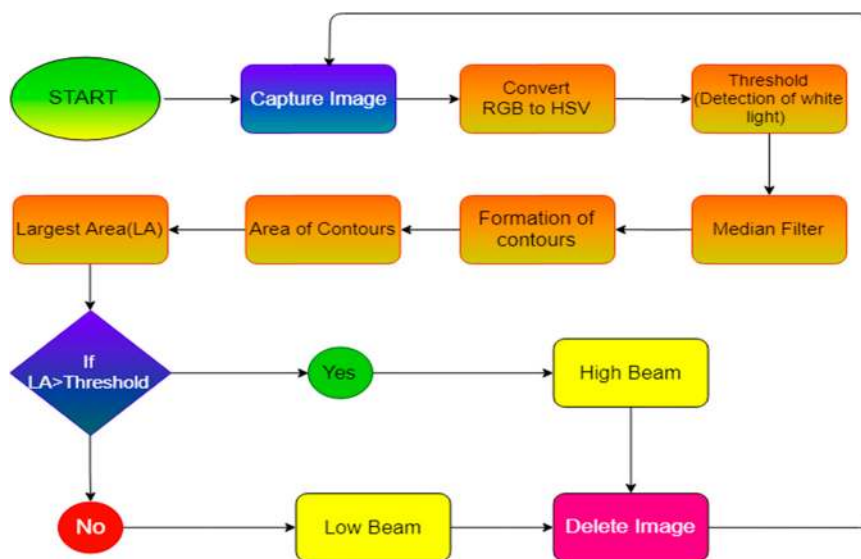 START
Capture Image
Convert
RGB to HSV
Threshold
(Detection of white
light)
Largest Area(LA)
Area of Contours
Formation of
contours
Median Filter
If
LA>Threshold
Yes
High Beam
No
Low Beam
Delete Image